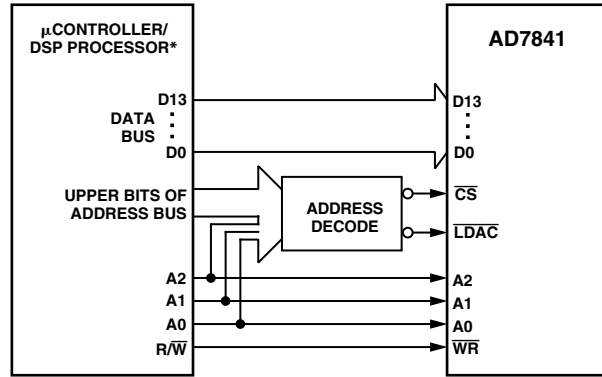 µCONTROLLER/
DSP PROCESSOR*
AD7841
D13
D13
DATA
BUS
D0
D0
UPPER BITS OF
ADDRESS BUS
ADDRESS
DECODE
CS
LDAC
A2
A2
A1
A1
A0
A0
R/W
WR